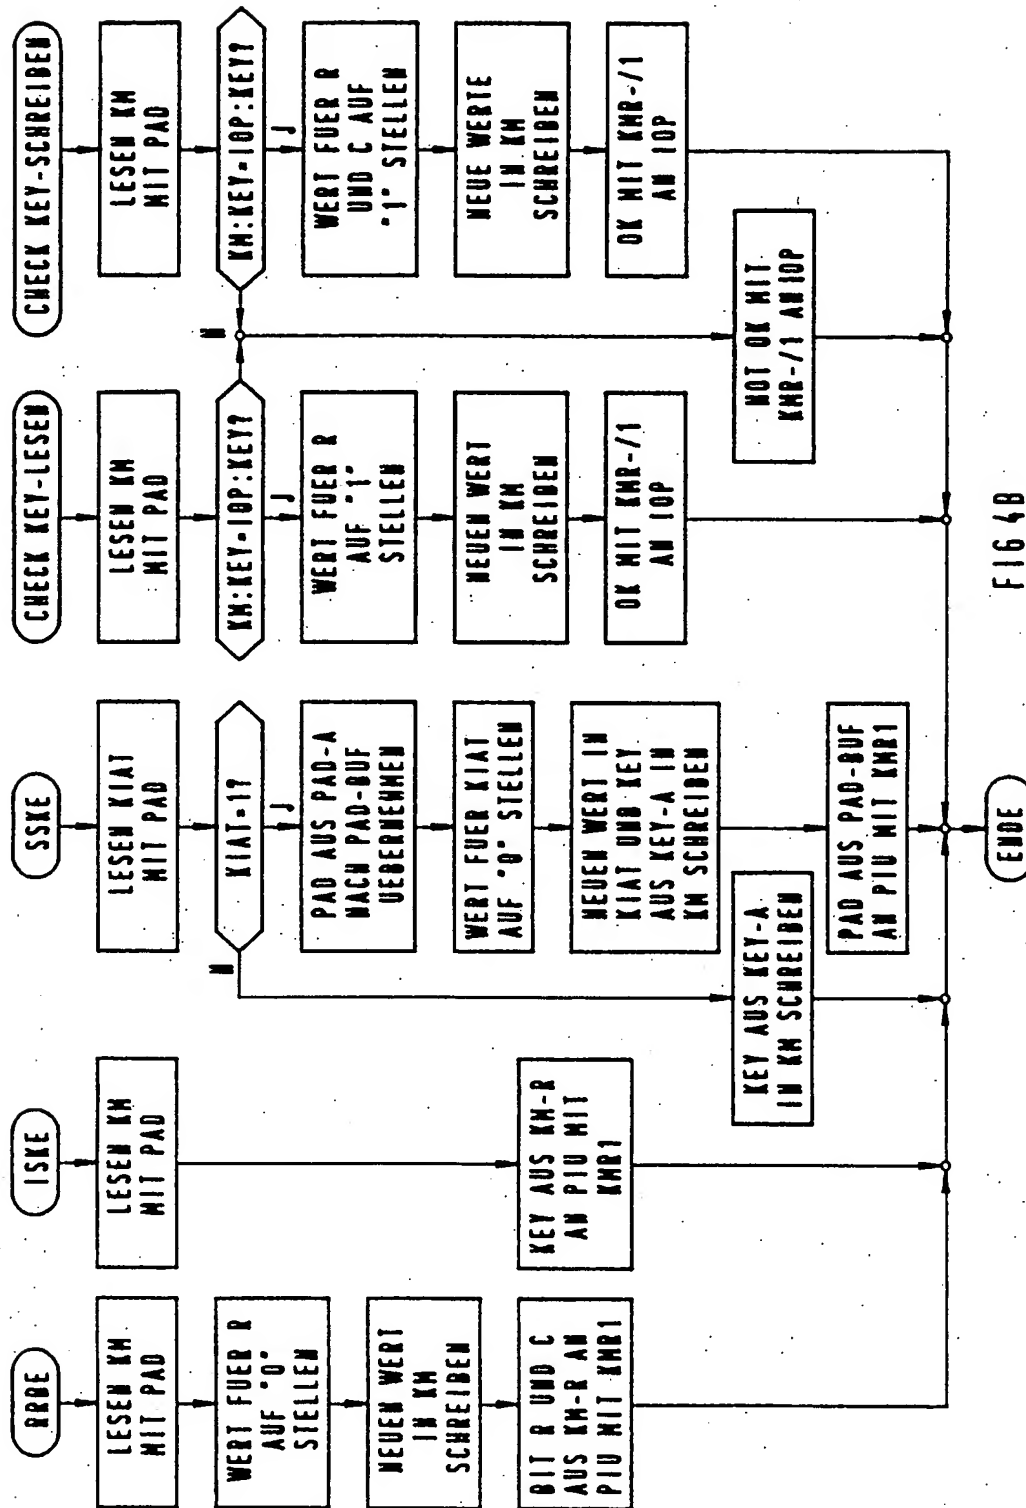 RRBE
LESEN KM
MIT PAD
WERT FUER R
AUF "0"
STELLEN
NEUEN WERT
IN KM
SCHREIBEN
BIT R UND C
AUS KM-R AN
PIU MIT KMR1
ISKE
LESEN KM
MIT PAD
KEY AUS KM-R
AN PIU MIT
KMR1
SSKE
LESEN KIAT
MIT PAD
KIAT=1?
N
J
PAD AUS PAD-A
NACH PAD-BUF
UEBERNEHMEN
WERT FUER KIAT
AUF "0" STELLEN
NEUEN WERT IN
KIAT UND KEY
AUS KEY-A IN
KM SCHREIBEN
KEY AUS KEY-A
IN KM SCHREIBEN
PAD AUS PAD-BUF
AN PIU MIT KMR1
CHECK KEY-LESEN
LESEN KM
MIT PAD
KM:KEY=IOP:KEY?
J
WERT FUER R
AUF "1"
STELLEN
NEUEN WERT
IN KM
SCHREIBEN
OK MIT KMR-/1
AN IOP
N
NOT OK MIT
KMR-/1 AN IOP
CHECK KEY-SCHREIBEN
LESEN KM
MIT PAD
KM:KEY=IOP:KEY?
J
WERT FUER R
UND C AUF
"1" STELLEN
NEUE WERTE
IN KM
SCHREIBEN
OK MIT KMR-/1
AN IOP
ENDE
FIG 4B